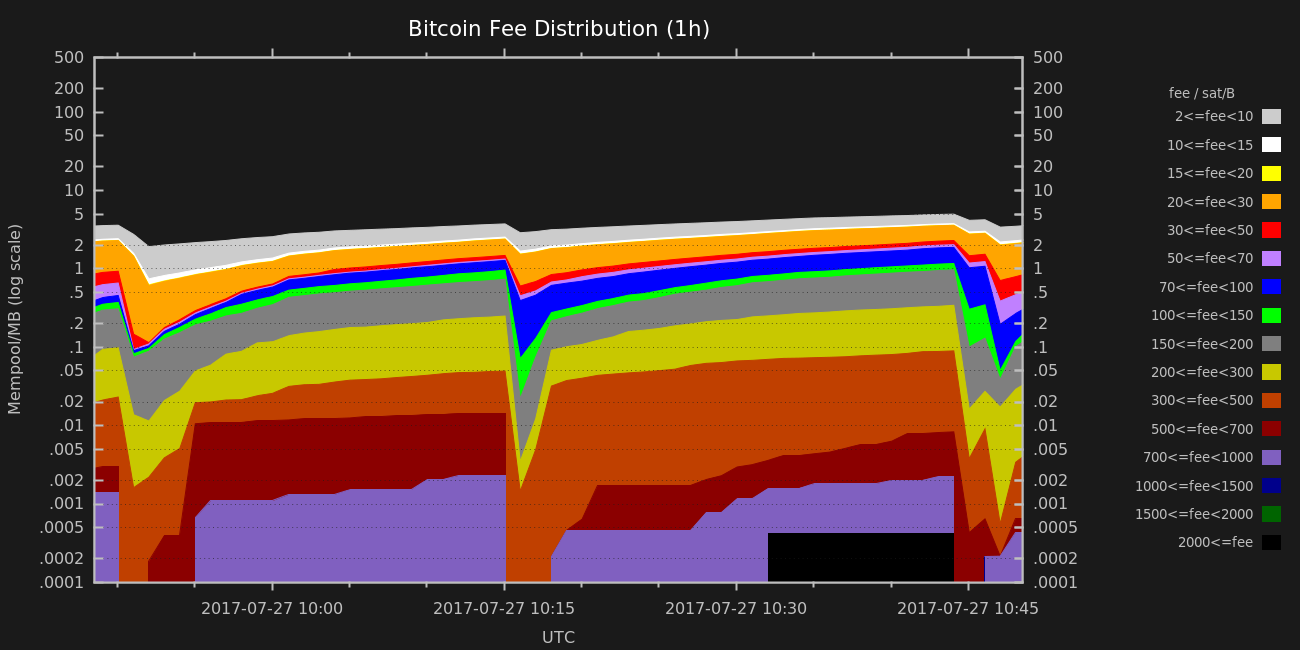 Bitcoin Fee Distribution (1h)
500
200
100
50
20
10
5
2
1
.5
.2
.1
.05
.02
.01
.005
.002
.001
.0005
.0002
.0001
Mempool/MB (log scale)
500
200
100
50
20
10
5
2
1
.5
.2
.1
.05
.02
.01
.005
.002
.001
.0005
.0002
.0001
2017-07-27 10:00
2017-07-27 10:15
2017-07-27 10:30
2017-07-27 10:45
UTC
fee / sat/B
2<=fee<10
10<=fee<15
15<=fee<20
20<=fee<30
30<=fee<50
50<=fee<70
70<=fee<100
100<=fee<150
150<=fee<200
200<=fee<300
300<=fee<500
500<=fee<700
700<=fee<1000
1000<=fee<1500
1500<=fee<2000
2000<=fee